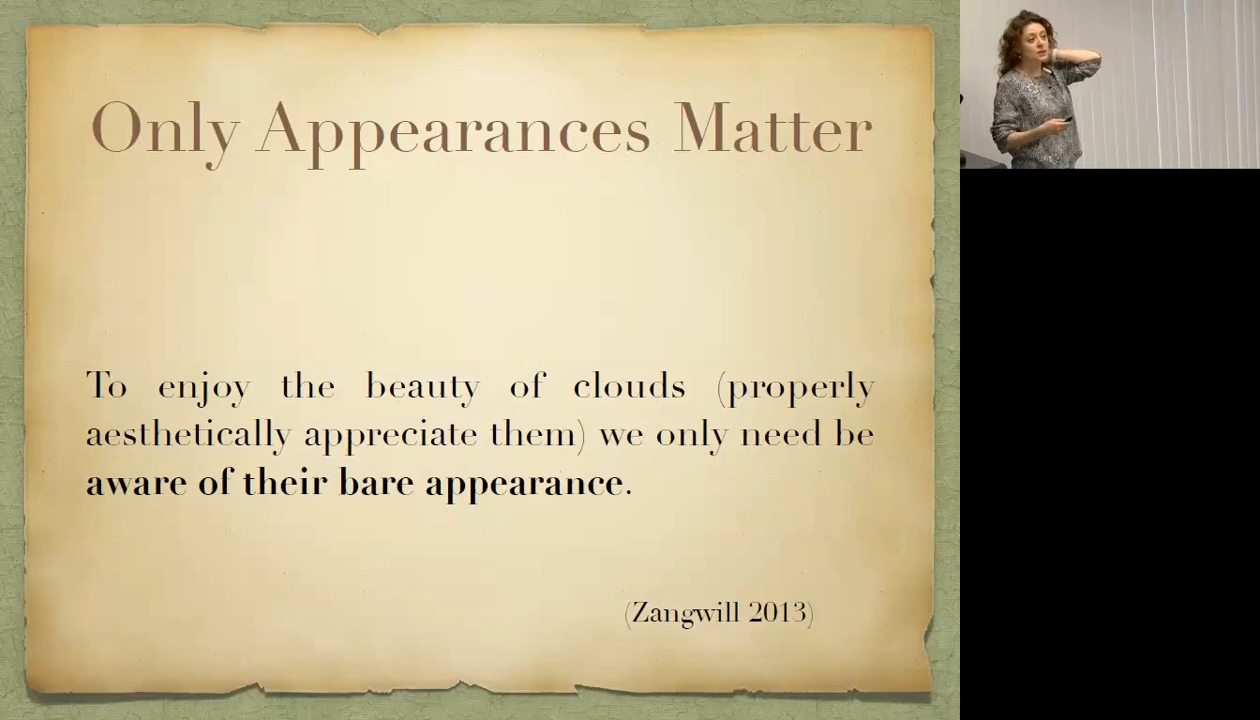 Only Appearances Matter
To enjoy the beauty of clouds (properly
aesthetically appreciate them) we only need be
aware of their bare appearance.
(Zangwill 2013)